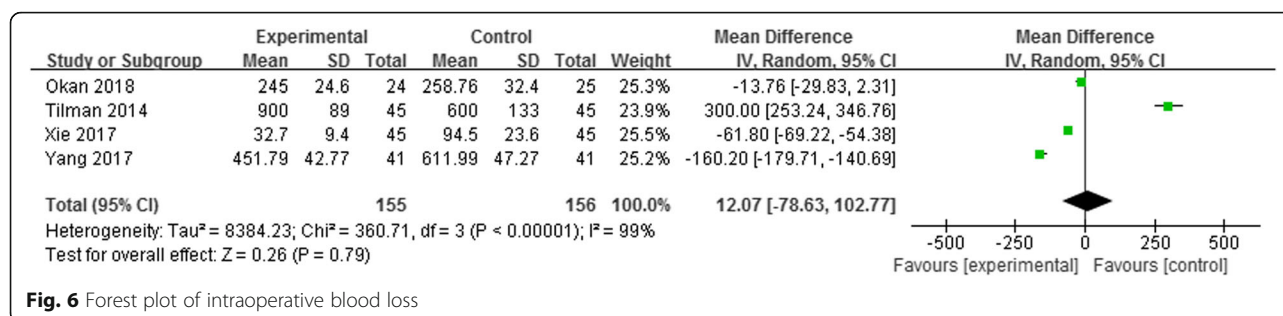 Experimental Control Mean Difference Mean Difference
Study or Subgroup Mean SD Total Mean SD Total Weight IV, Random, 95% CI IV, Random, 95% CI
Okan 2018 245 24.6 24 258.76 32.4 25 25.3% -13.76 [-29.83, 2.31]
Tilman 2014 900 89 45 600 133 45 23.9% 300.00 [253.24, 346.76]
Xie 2017 32.7 9.4 45 94.5 23.6 45 25.5% -61.80 [-69.22, -54.38]
Yang 2017 451.79 42.77 41 611.99 47.27 41 25.2% -160.20 [-179.71, -140.69]
Total (95% CI) 155 156 100.0% 12.07 [-78.63, 102.77]
Heterogeneity: Tau² = 8384.23; Chi² = 360.71, df = 3 (P < 0.00001); I² = 99%
Test for overall effect: Z = 0.26 (P = 0.79)
-500 -250 0 250 500
Favours [experimental] Favours [control]
Fig. 6 Forest plot of intraoperative blood loss